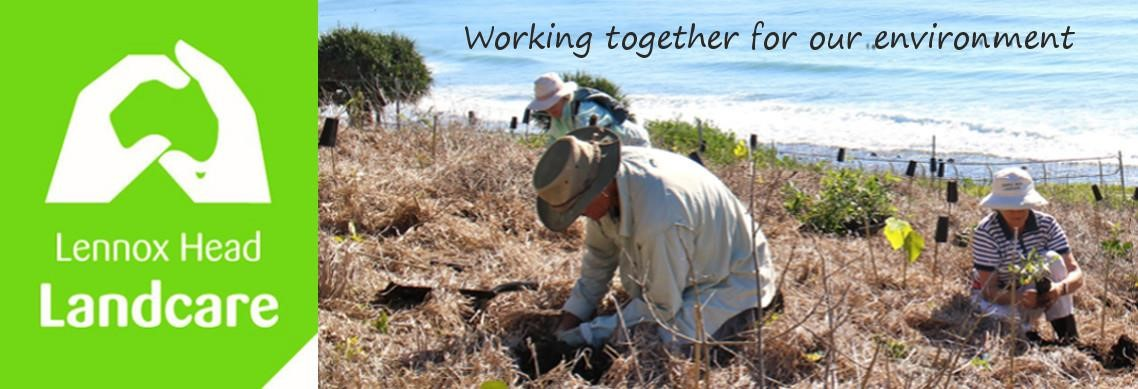 Working together for our environment
Lennox Head
Landcare